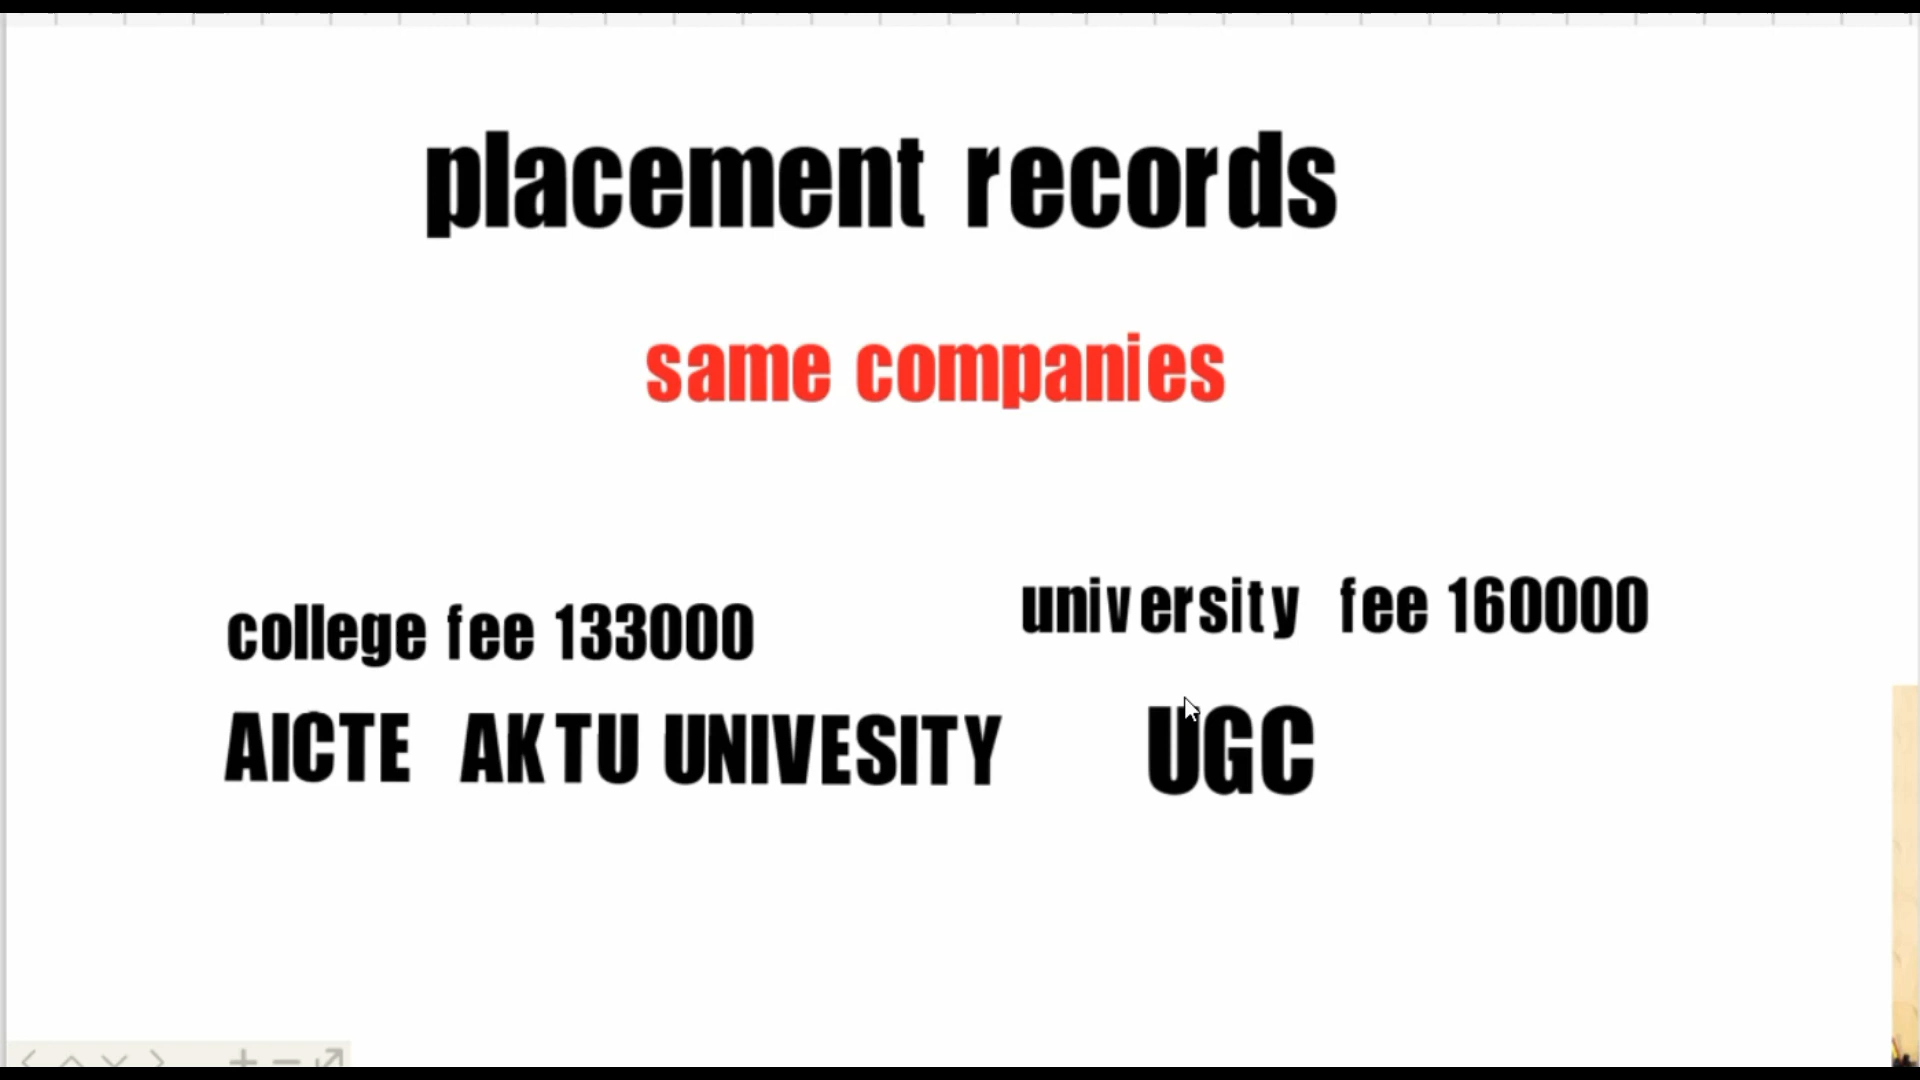 placement records
same companies
college fee 133000
university fee 160000
AICTE AKTU UNIVESITY
UGC